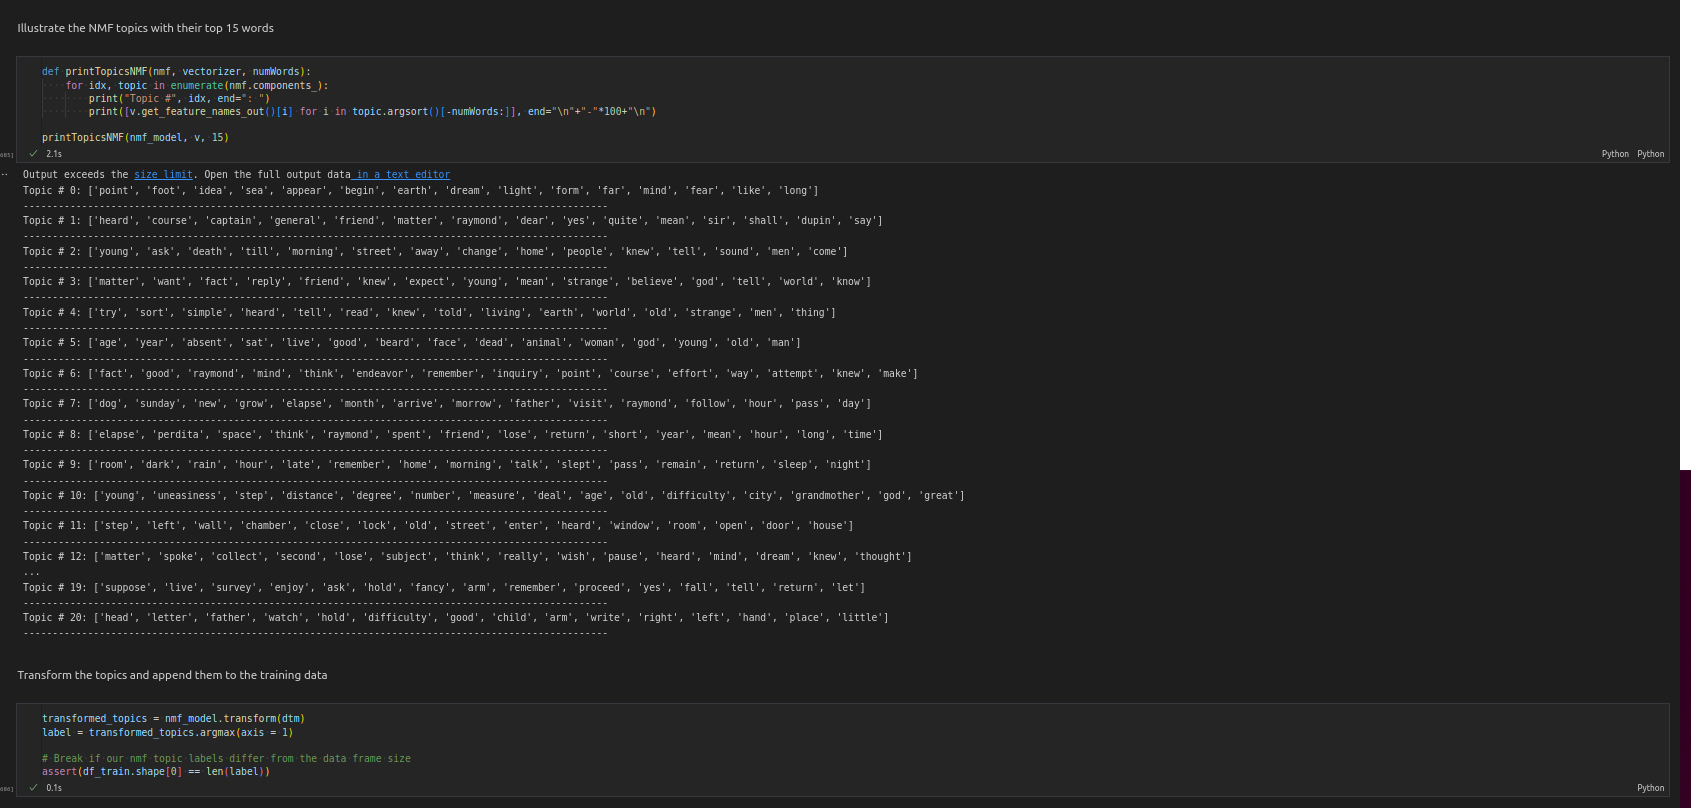 Illustrate the NMF topics with their top 15 words
def printTopicsNMF(nmf, vectorizer, numWords):
for idx, topic in enumerate(nmf.components_):
print("Topic #", idx, end=": ")
print([v.get_feature_names_out()[i] for i in topic.argsort()[-numWords:]], end="\n"+"-"*100+"\n")
printTopicsNMF(nmf_model, v, 15)
✓ 2.1s
Python Python
Output exceeds the size limit. Open the full output data in a text editor
Topic # 0: ['point', 'foot', 'idea', 'sea', 'appear', 'begin', 'earth', 'dream', 'light', 'form', 'far', 'mind', 'fear', 'like', 'long']
----------------------------------------------------------------------------------------------------
Topic # 1: ['heard', 'course', 'captain', 'general', 'friend', 'matter', 'raymond', 'dear', 'yes', 'quite', 'mean', 'sir', 'shall', 'dupin', 'say']
----------------------------------------------------------------------------------------------------
Topic # 2: ['young', 'ask', 'death', 'till', 'morning', 'street', 'away', 'change', 'home', 'people', 'knew', 'tell', 'sound', 'men', 'come']
----------------------------------------------------------------------------------------------------
Topic # 3: ['matter', 'want', 'fact', 'reply', 'friend', 'knew', 'expect', 'young', 'mean', 'strange', 'believe', 'god', 'tell', 'world', 'know']
----------------------------------------------------------------------------------------------------
Topic # 4: ['try', 'sort', 'simple', 'heard', 'tell', 'read', 'knew', 'told', 'living', 'earth', 'world', 'old', 'strange', 'men', 'thing']
----------------------------------------------------------------------------------------------------
Topic # 5: ['age', 'year', 'absent', 'sat', 'live', 'good', 'beard', 'face', 'dead', 'animal', 'woman', 'god', 'young', 'old', 'man']
----------------------------------------------------------------------------------------------------
Topic # 6: ['fact', 'good', 'raymond', 'mind', 'think', 'endeavor', 'remember', 'inquiry', 'point', 'course', 'effort', 'way', 'attempt', 'knew', 'make']
----------------------------------------------------------------------------------------------------
Topic # 7: ['dog', 'sunday', 'new', 'grow', 'elapse', 'month', 'arrive', 'morrow', 'father', 'visit', 'raymond', 'follow', 'hour', 'pass', 'day']
----------------------------------------------------------------------------------------------------
Topic # 8: ['elapse', 'perdita', 'space', 'think', 'raymond', 'spent', 'friend', 'lose', 'return', 'short', 'year', 'mean', 'hour', 'long', 'time']
----------------------------------------------------------------------------------------------------
Topic # 9: ['room', 'dark', 'rain', 'hour', 'late', 'remember', 'home', 'morning', 'talk', 'slept', 'pass', 'remain', 'return', 'sleep', 'night']
----------------------------------------------------------------------------------------------------
Topic # 10: ['young', 'uneasiness', 'step', 'distance', 'degree', 'number', 'measure', 'deal', 'age', 'old', 'difficulty', 'city', 'grandmother', 'god', 'great']
----------------------------------------------------------------------------------------------------
Topic # 11: ['step', 'left', 'wall', 'chamber', 'close', 'lock', 'old', 'street', 'enter', 'heard', 'window', 'room', 'open', 'door', 'house']
----------------------------------------------------------------------------------------------------
Topic # 12: ['matter', 'spoke', 'collect', 'second', 'lose', 'subject', 'think', 'really', 'wish', 'pause', 'heard', 'mind', 'dream', 'knew', 'thought']
...
Topic # 19: ['suppose', 'live', 'survey', 'enjoy', 'ask', 'hold', 'fancy', 'arm', 'remember', 'proceed', 'yes', 'fall', 'tell', 'return', 'let']
----------------------------------------------------------------------------------------------------
Topic # 20: ['head', 'letter', 'father', 'watch', 'hold', 'difficulty', 'good', 'child', 'arm', 'write', 'right', 'left', 'hand', 'place', 'little']
----------------------------------------------------------------------------------------------------
Transform the topics and append them to the training data
transformed_topics = nmf_model.transform(dtm)
label = transformed_topics.argmax(axis = 1)
# Break if our nmf topic labels differ from the data frame size
assert(df_train.shape[0] == len(label))
✓ 0.1s
Python